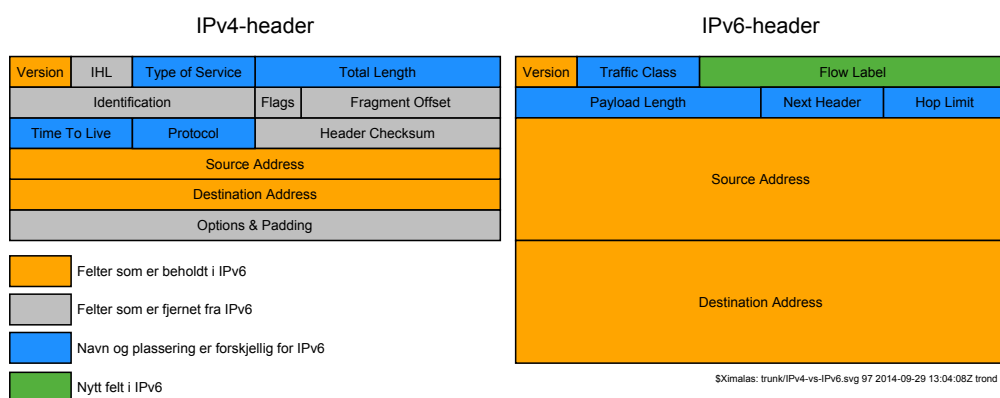 IPv4-header
Version IHL Type of Service Total Length
Identification Flags Fragment Offset
Time To Live Protocol Header Checksum
Source Address
Destination Address
Options & Padding
Felter som er beholdt i IPv6
Felter som er fjernet fra IPv6
Navn og plassering er forskjellig for IPv6
Nytt felt i IPv6
IPv6-header
Version Traffic Class Flow Label
Payload Length Next Header Hop Limit
Source Address
Destination Address
$Ximalas: trunk/IPv4-vs-IPv6.svg 97 2014-09-29 13:04:08Z trond